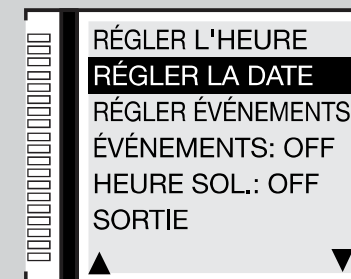 RÉGLER L'HEURE
RÉGLER LA DATE
RÉGLER ÉVÉNEMENTS
ÉVÉNEMENTS: OFF
HEURE SOL.: OFF
SORTIE